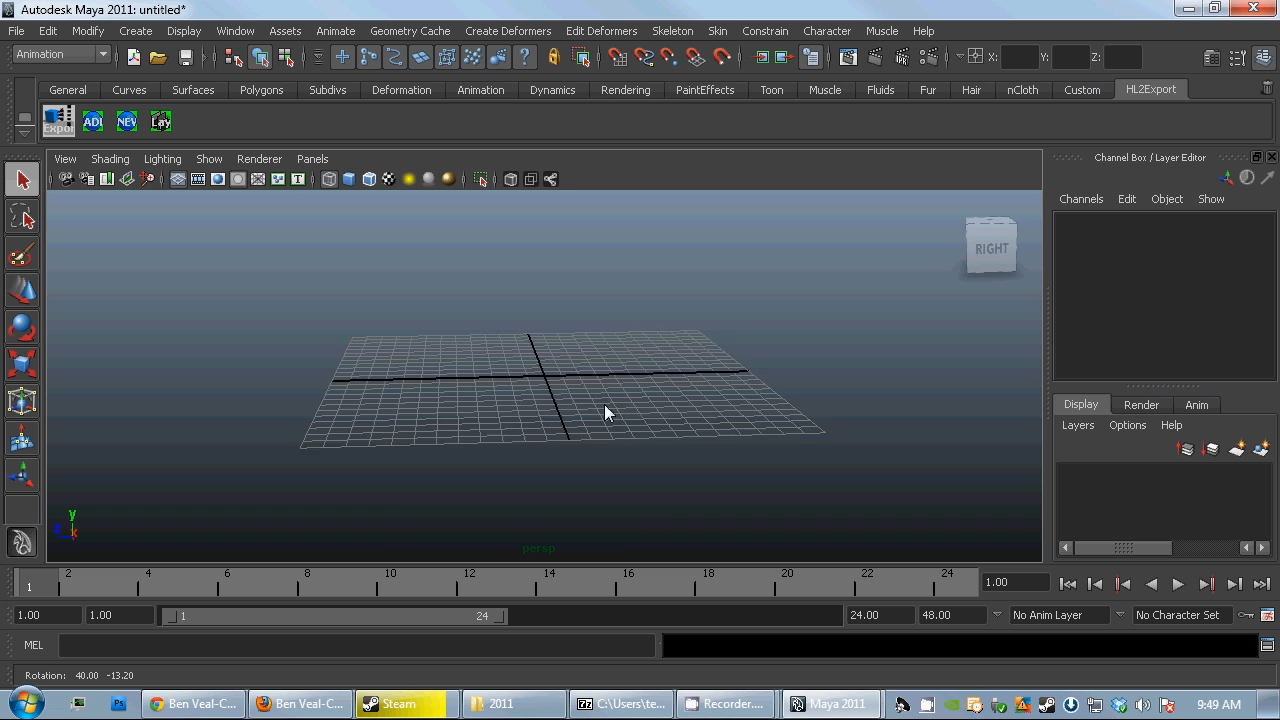 Autodesk Maya 2011: untitled*
File Edit Modify Create Display Window Assets Animate Geometry Cache Create Deformers Edit Deformers Skeleton Skin Constrain Character Muscle Help
Animation X: Y: Z:
General Curves Surfaces Polygons Subdivs Deformation Animation Dynamics Rendering PaintEffects Toon Muscle Fluids Fur Hair nCloth Custom HL2Export
Expor ADL NEV Lay
View Shading Lighting Show Renderer Panels
Channel Box / Layer Editor
Channels Edit Object Show
RIGHT
Display Render Anim
Layers Options Help
y
z x
persp
1 2 4 6 8 10 12 14 16 18 20 22 24 1.00
1.00 1.00 1 24 24.00 48.00 No Anim Layer No Character Set
MEL
Rotation: 40.00 -13.20
Ps Ben Veal-C... Ben Veal-C... Steam 2011 7z C:\Users\te... Recorder.... Maya 2011 9:49 AM